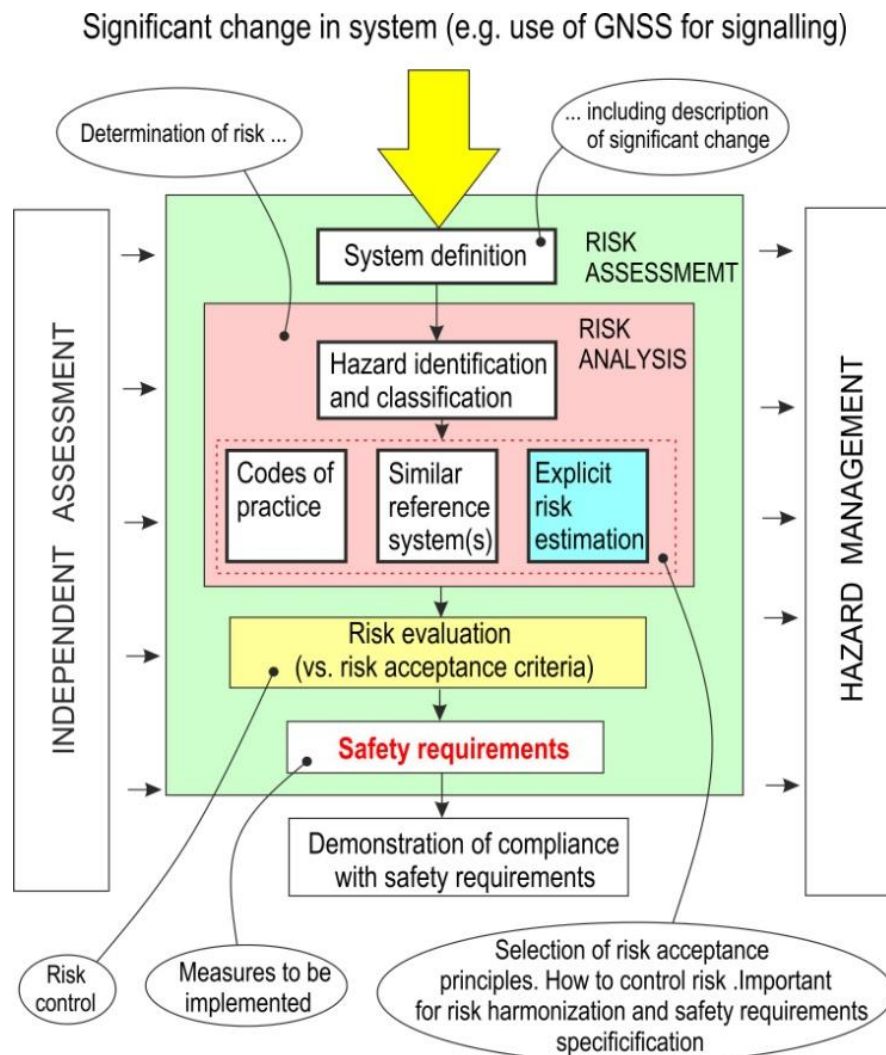 Significant change in system (e.g. use of GNSS for signalling)
Determination of risk ...
... including description
of significant change
System definition
RISK
ASSESSMEMT
RISK
ANALYSIS
Hazard identification
and classification
Codes of
practice
Similar
reference
system(s)
Explicit
risk
estimation
Risk evaluation
(vs. risk acceptance criteria)
Safety requirements
Demonstration of compliance
with safety requirements
INDEPENDENT ASSESSMENT
HAZARD MANAGEMENT
Risk
control
Measures to be
implemented
Selection of risk acceptance
principles. How to control risk .Important
for risk harmonization and safety requirements
specificification